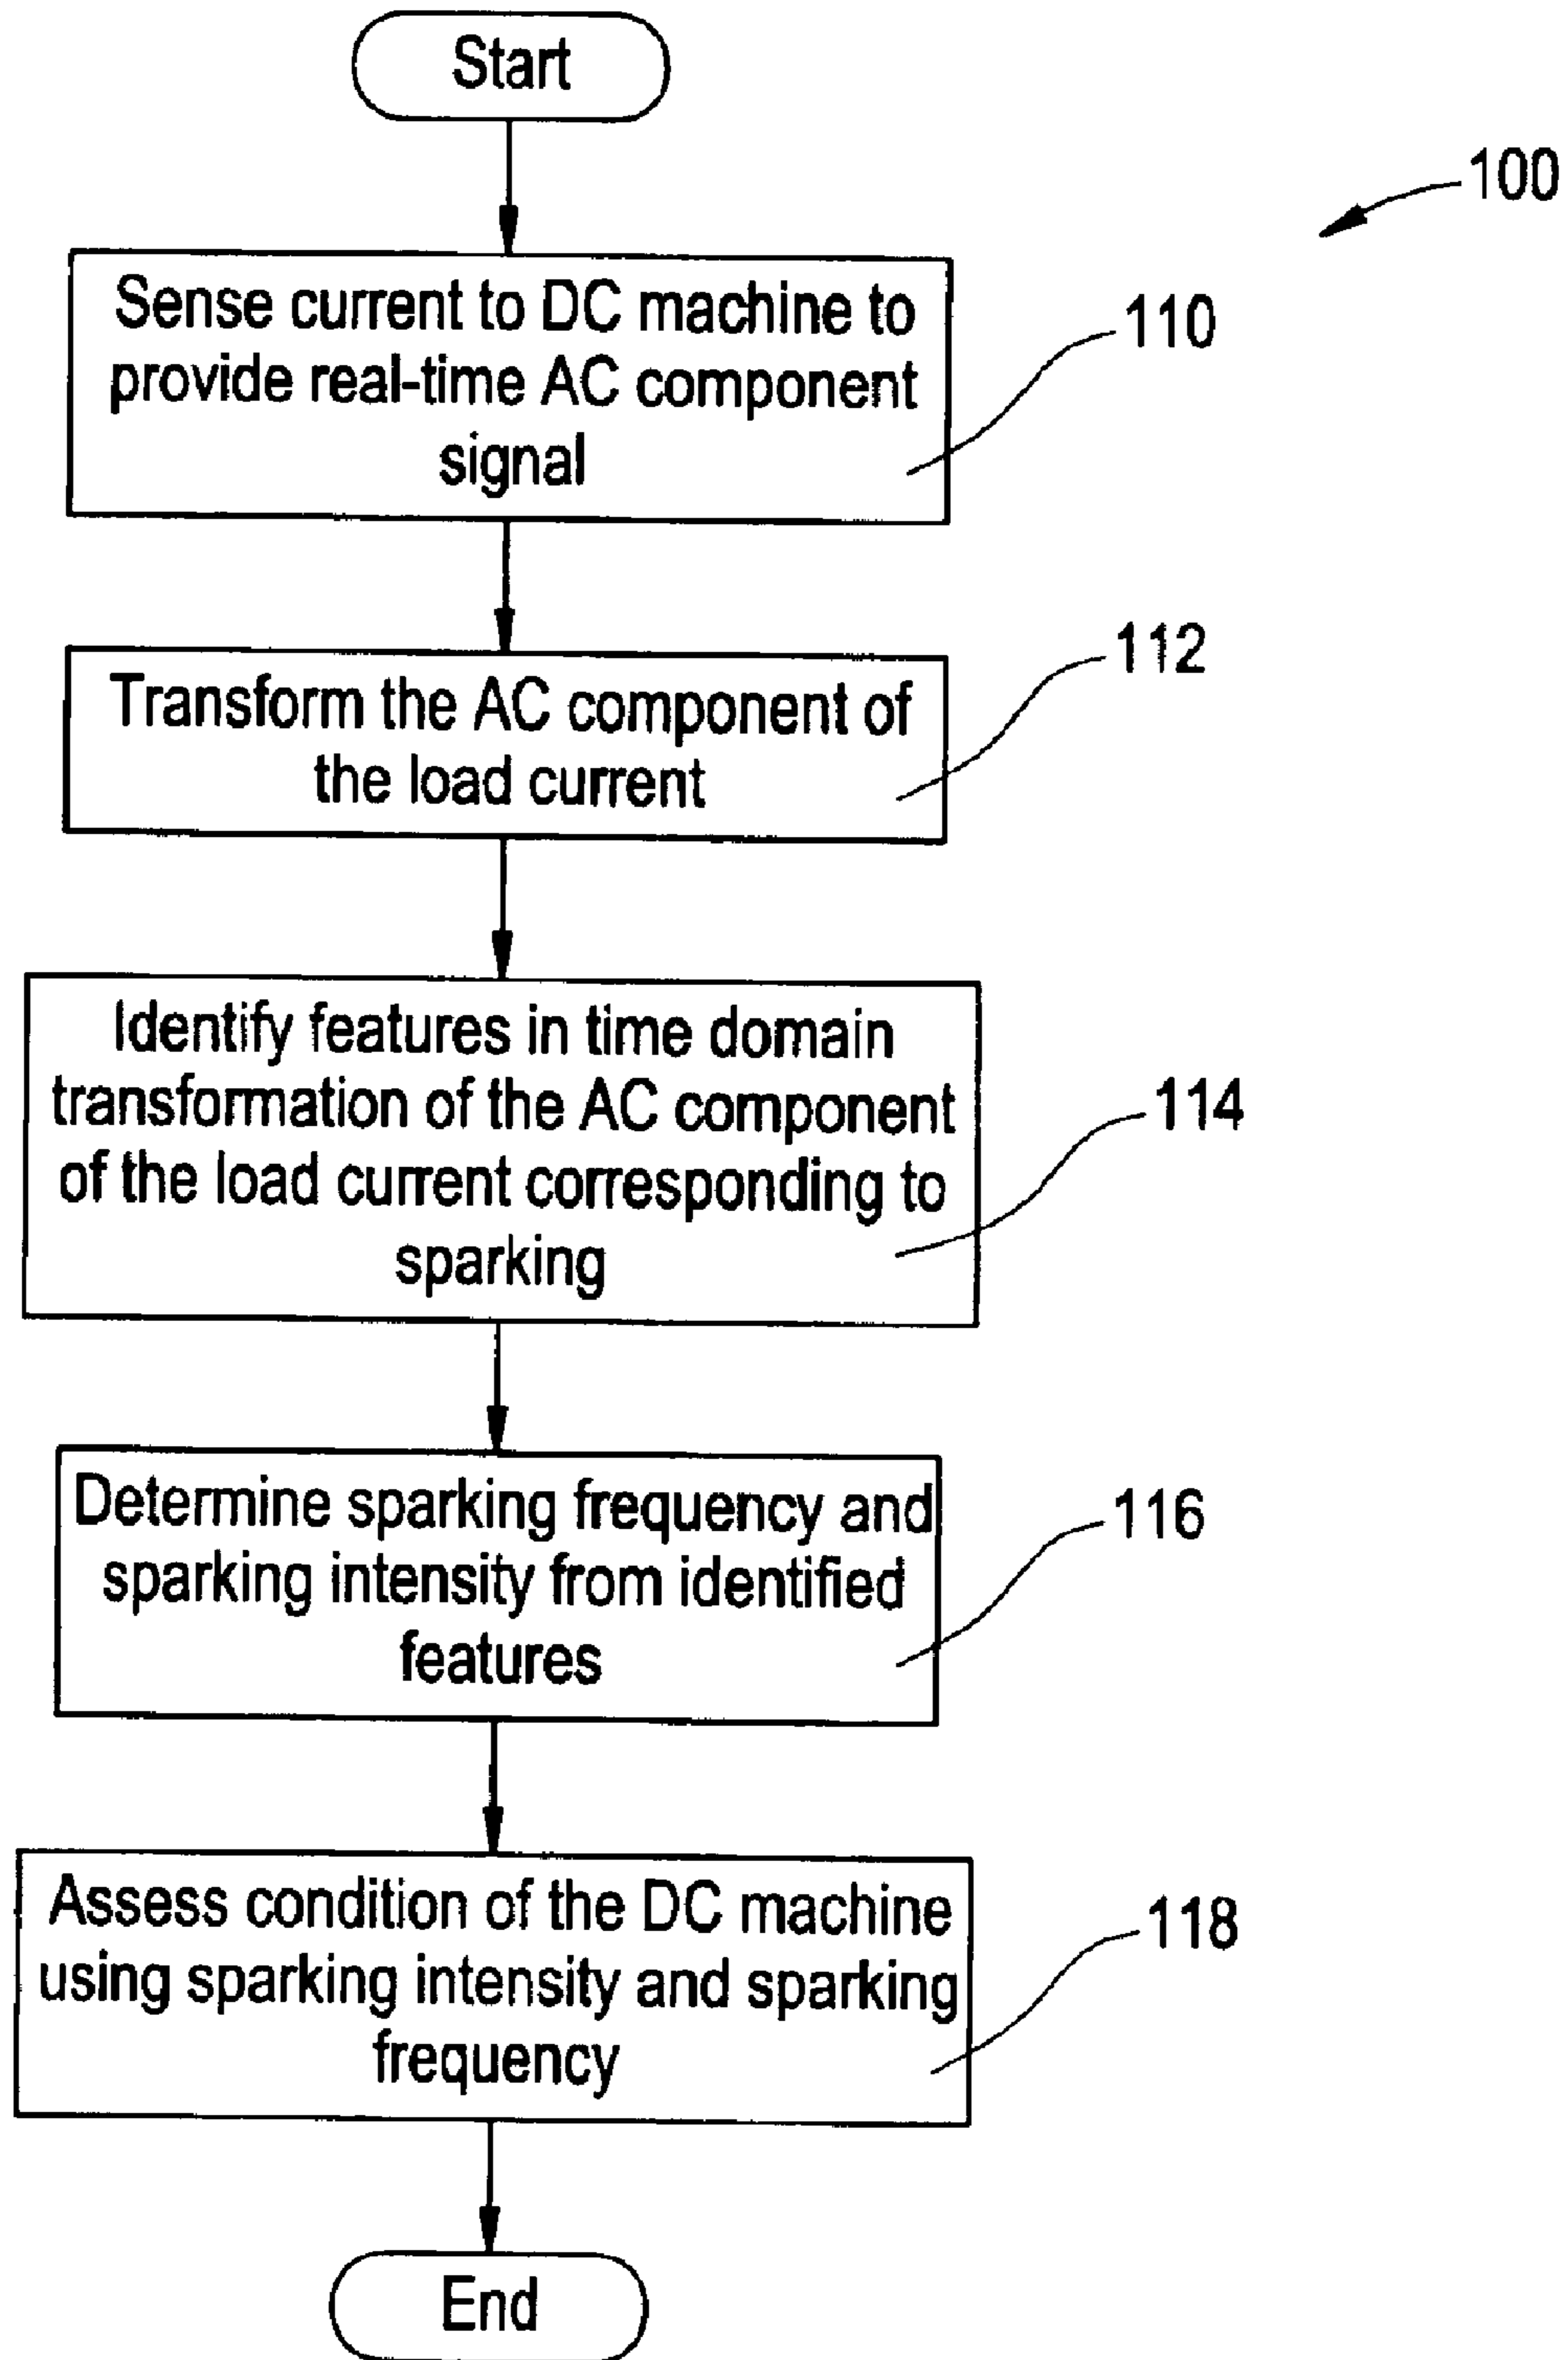 Start
100
Sense current to DC machine to
provide real-time AC component
signal
110
Transform the AC component of
the load current
112
Identify features in time domain
transformation of the AC component
of the load current corresponding to
sparking
114
Determine sparking frequency and
sparking intensity from identified
features
116
Assess condition of the DC machine
using sparking intensity and sparking
frequency
118
End